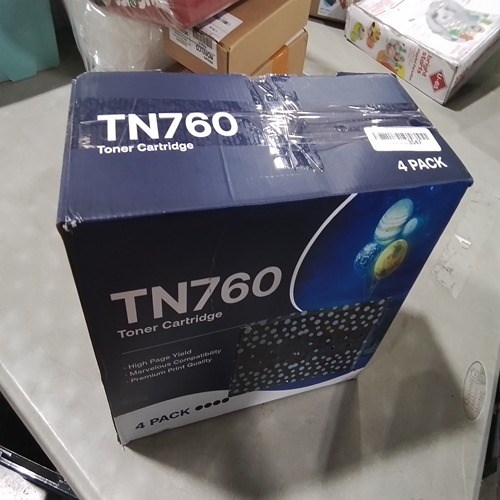 TN760
Toner Cartridge
4 PACK
TN760
Toner Cartridge
· High Page Yield
· Marvelous Compatibility
· Premium Print Quality
4 PACK